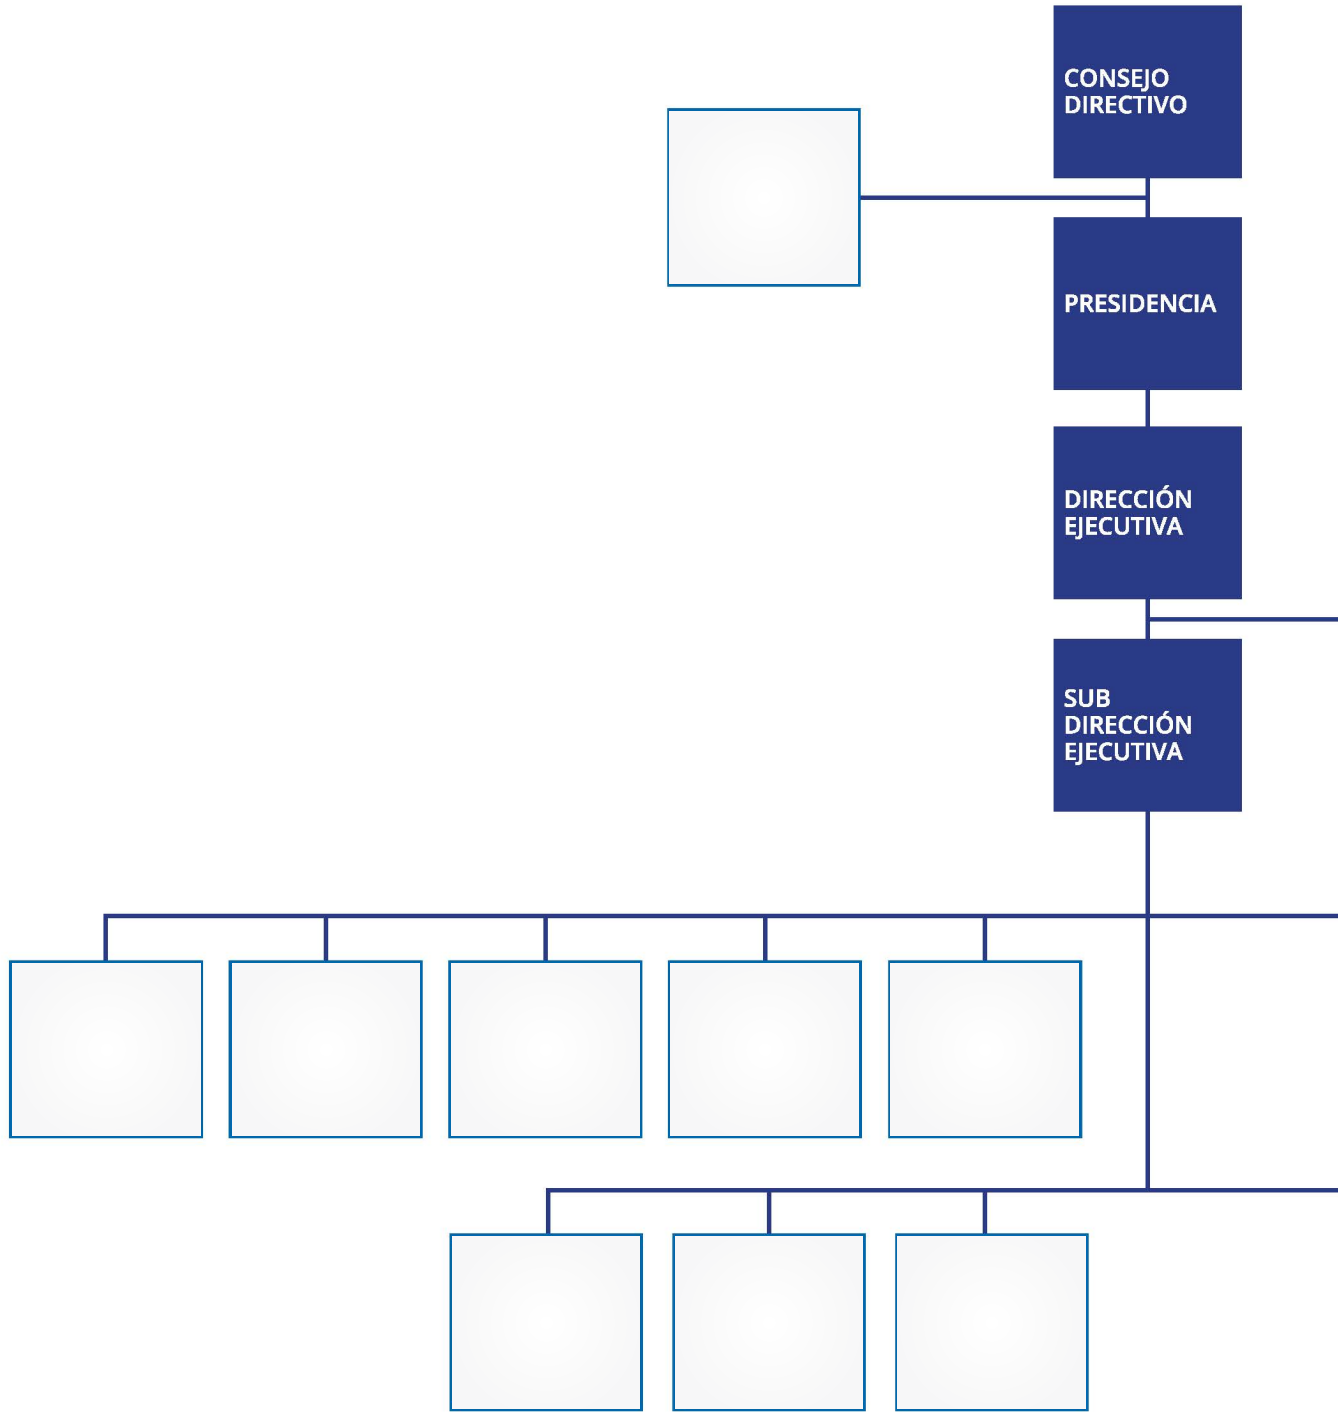 CONSEJO
DIRECTIVO
PRESIDENCIA
DIRECCIÓN
EJECUTIVA
SUB
DIRECCIÓN
EJECUTIVA